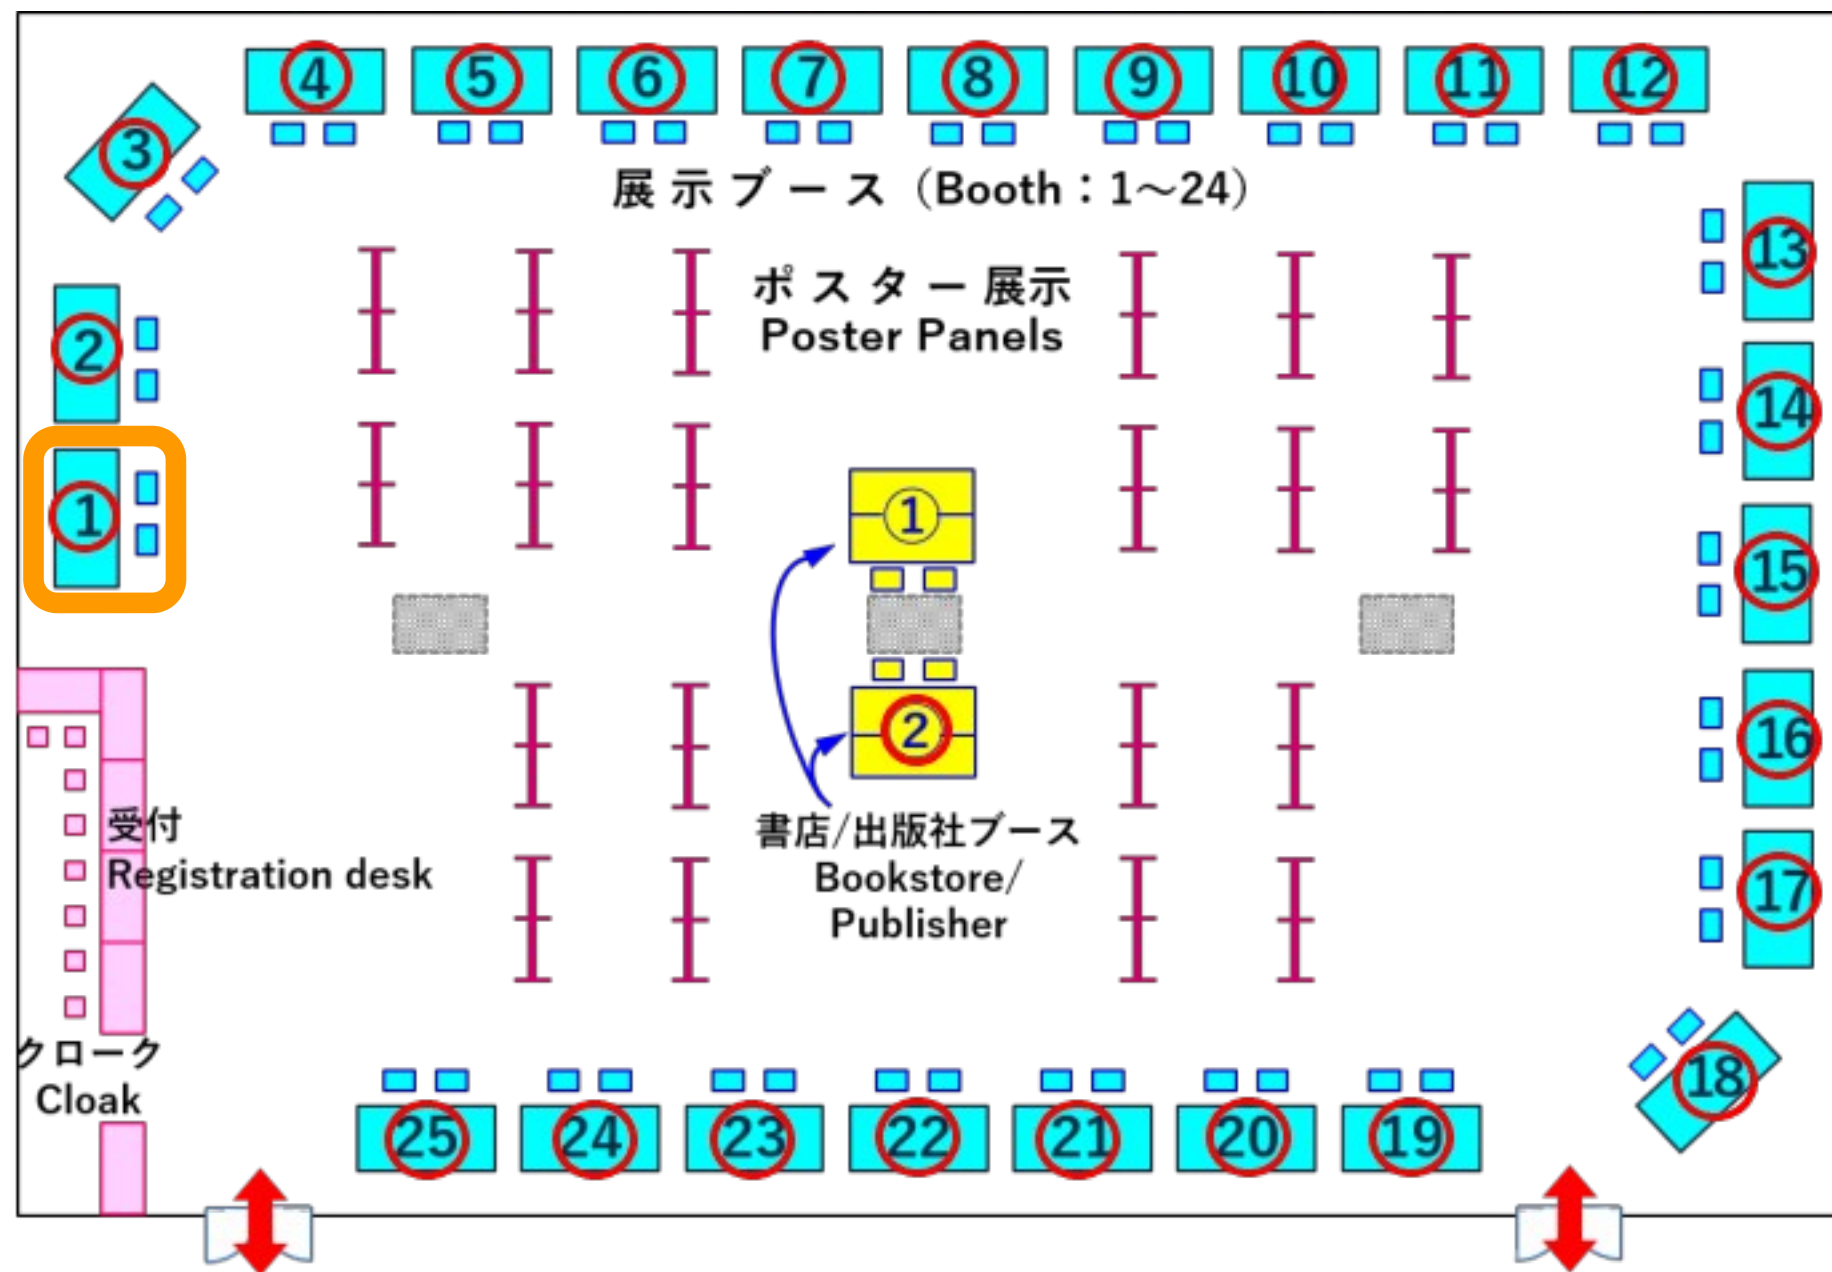 4 5 6 7 8 9 10 11 12
3
展示ブース（Booth：1～24）
13
ポスター展示
Poster Panels
2
14
1
①
15
2
16
書店/出版社ブース
Bookstore/
Publisher
受付
Registration desk
17
クローク
Cloak
18
25 24 23 22 21 20 19